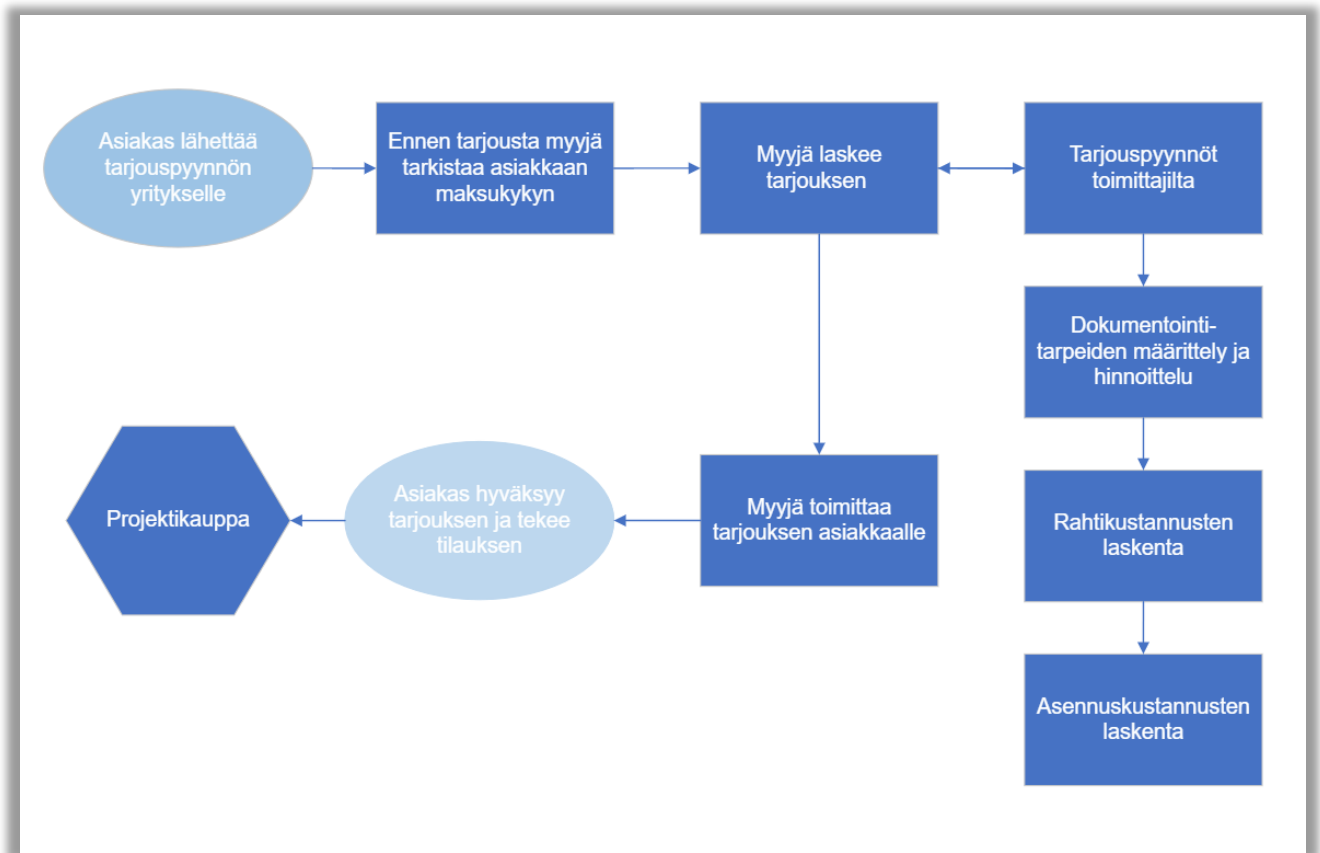 Asiakas lähettää
tarjouspyynnön
yritykselle
Ennen tarjousta myyjä
tarkistaa asiakkaan
maksukykyn
Myyjä laskee
tarjouksen
Tarjouspyynnöt
toimittajilta
Dokumentointi-
tarpeiden määrittely ja
hinnoittelu
Projektikauppa
Asiakas hyväksyy
tarjouksen ja tekee
tilauksen
Myyjä toimittaa
tarjouksen asiakkaalle
Rahtikustannusten
laskenta
Asennuskustannusten
laskenta